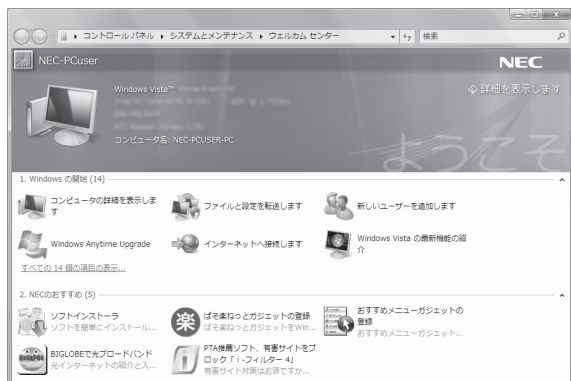 コントロール パネル ▸ システムとメンテナンス ▸ ウェルカム センター
検索
NEC-PCuser
NEC
Windows Vista™
詳細を表示します
コンピュータ名: NEC-PCUSER-PC
ようこそ
1. Windows の開始 (14)
コンピュータの詳細を表示しま
す
ファイルと設定を転送します
新しいユーザーを追加します
Windows Anytime Upgrade
インターネットへ接続します
Windows Vista の最新機能の紹
介
すべての 14 個の項目の表示...
2. NECのおすすめ (5)
ソフトインストーラ
ソフトを簡単にインストール...
楽
ぱそ楽ねっとガジェットの登録
ぱそ楽ねっとガジェットをWin...
おすすめメニューガジェットの
登録
おすすめメニューガジェット...
BIGLOBE
BIGLOBEで光ブロードバンド
光インターネットの紹介と入...
PTA推薦ソフト、有害サイトをブ
ロック「i -フィルター 4」
有害サイト対策はお済ですか...